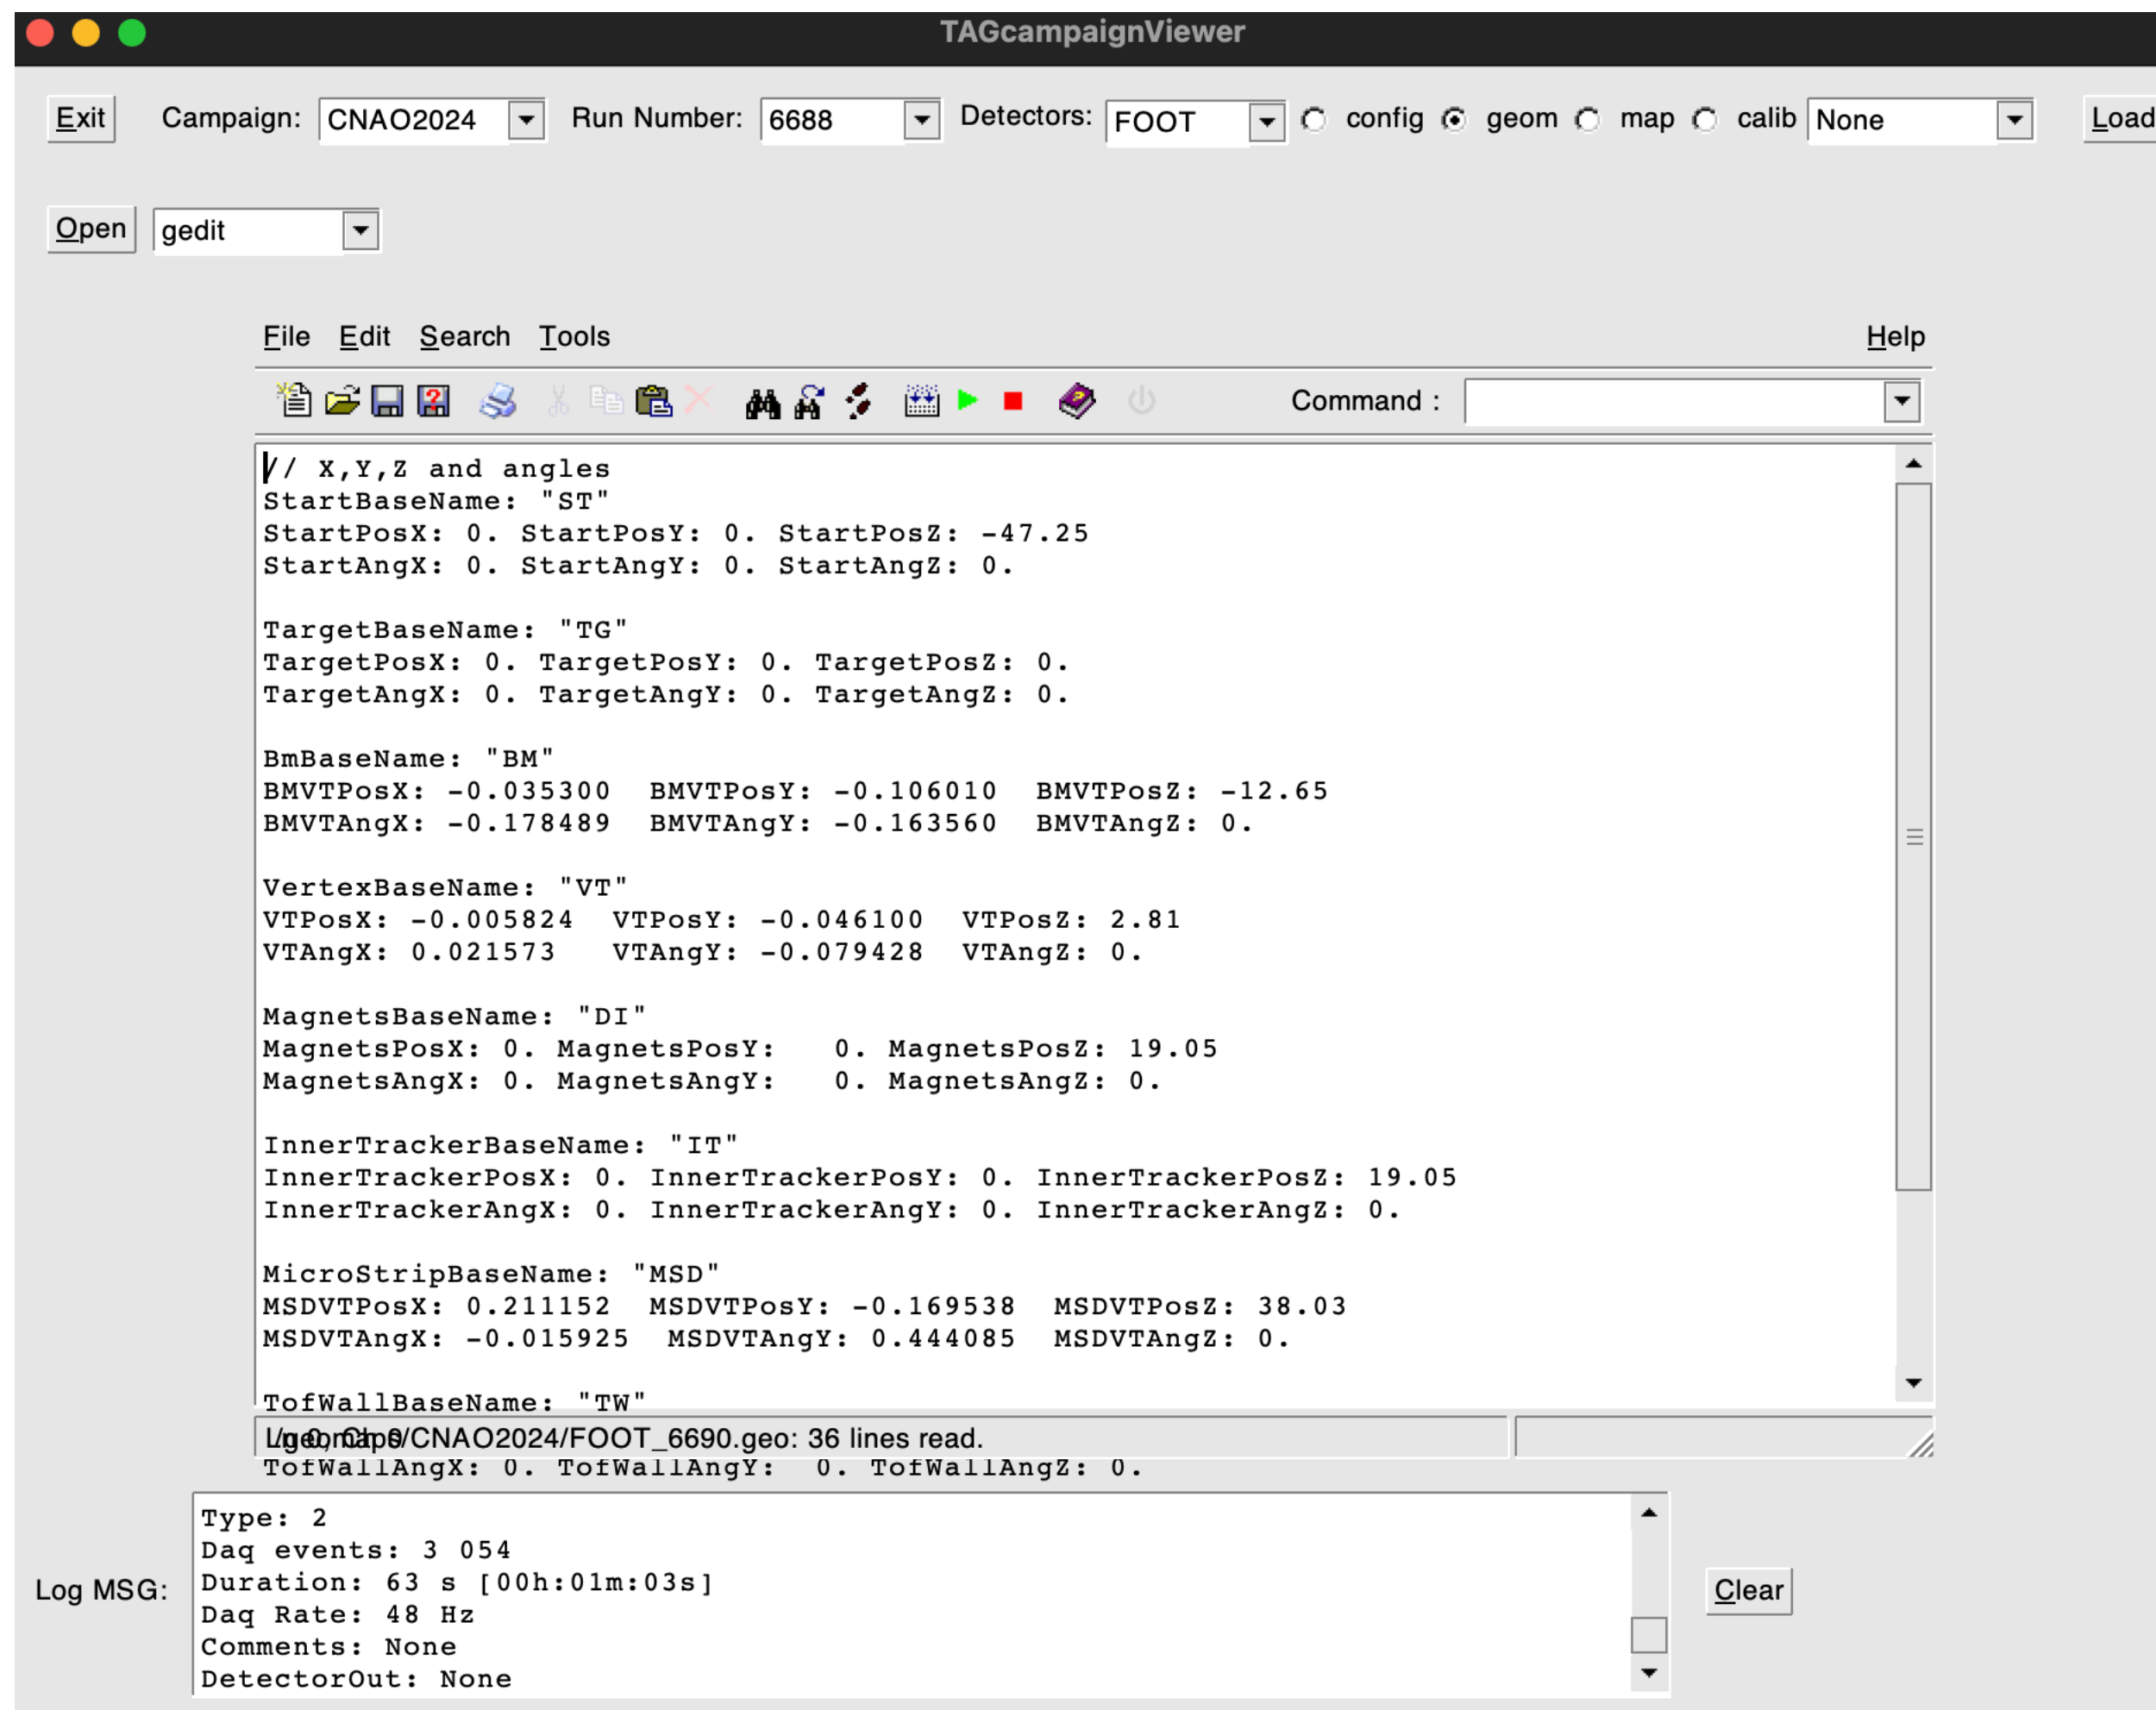 TAGcampaignViewer
Exit Campaign: CNAO2024 Run Number: 6688 Detectors: FOOT config geom map calib None Load
Open gedit
File Edit Search Tools Help
Command :
// X,Y,Z and angles
StartBaseName: "ST"
StartPosX: 0. StartPosY: 0. StartPosZ: -47.25
StartAngX: 0. StartAngY: 0. StartAngZ: 0.
TargetBaseName: "TG"
TargetPosX: 0. TargetPosY: 0. TargetPosZ: 0.
TargetAngX: 0. TargetAngY: 0. TargetAngZ: 0.
BmBaseName: "BM"
BMVTPosX: -0.035300 BMVTPosY: -0.106010 BMVTPosZ: -12.65
BMVTAngX: -0.178489 BMVTAngY: -0.163560 BMVTAngZ: 0.
VertexBaseName: "VT"
VTPosX: -0.005824 VTPosY: -0.046100 VTPosZ: 2.81
VTAngX: 0.021573 VTAngY: -0.079428 VTAngZ: 0.
MagnetsBaseName: "DI"
MagnetsPosX: 0. MagnetsPosY: 0. MagnetsPosZ: 19.05
MagnetsAngX: 0. MagnetsAngY: 0. MagnetsAngZ: 0.
InnerTrackerBaseName: "IT"
InnerTrackerPosX: 0. InnerTrackerPosY: 0. InnerTrackerPosZ: 19.05
InnerTrackerAngX: 0. InnerTrackerAngY: 0. InnerTrackerAngZ: 0.
MicroStripBaseName: "MSD"
MSDVTPosX: 0.211152 MSDVTPosY: -0.169538 MSDVTPosZ: 38.03
MSDVTAngX: -0.015925 MSDVTAngY: 0.444085 MSDVTAngZ: 0.
TofWallBaseName: "TW"
/CNAO2024/FOOT_6690.geo: 36 lines read.
TofWallAngX: 0. TofWallAngY: 0. TofWallAngZ: 0.
Log MSG:
Type: 2
Daq events: 3 054
Duration: 63 s [00h:01m:03s]
Daq Rate: 48 Hz
Comments: None
DetectorOut: None
Clear